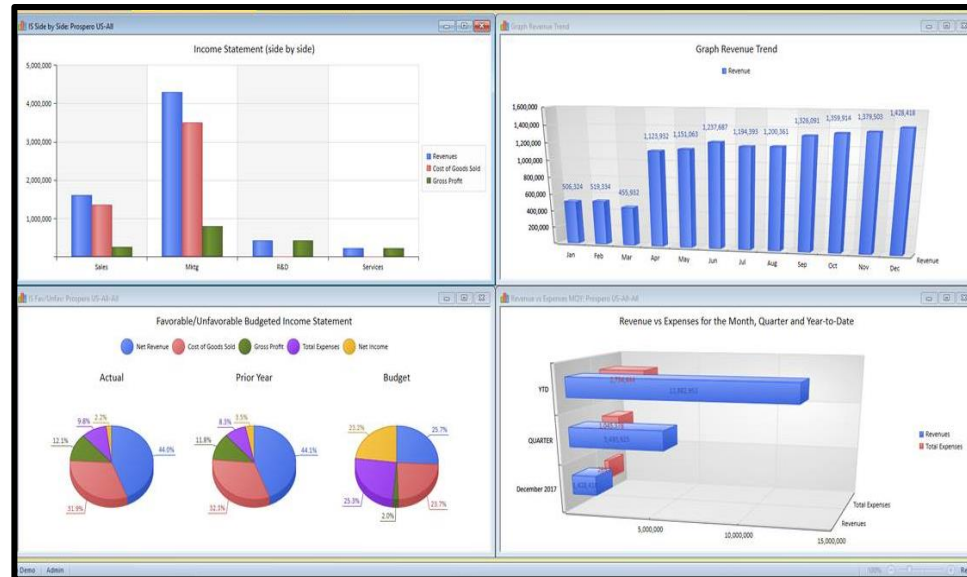 IS Side by Side: Prospero US-All
Income Statement (side by side)
5,000,000
4,000,000
3,000,000
2,000,000
1,000,000
Revenues
Cost of Goods Sold
Gross Profit
Sales Mktg R&D Services
Graph Revenue Trend
Graph Revenue Trend
Revenue
1,600,000
1,400,000
1,200,000
1,000,000
800,000
600,000
400,000
200,000
506,324 519,334 455,932 1,123,932 1,151,063 1,237,687 1,194,393 1,200,361 1,326,091 1,359,914 1,379,503 1,428,418
Jan Feb Mar Apr May Jun Jul Aug Sep Oct Nov Dec
Revenue
IS Fav/Unfav: Prospero US-All-All
Favorable/Unfavorable Budgeted Income Statement
Net Revenue Cost of Goods Sold Gross Profit Total Expenses Net Income
Actual Prior Year Budget
2.2%
9.8%
12.1%
44.0%
31.9%
3.5%
8.3%
11.8%
44.1%
32.3%
23.2%
25.7%
23.7%
2.0%
Revenue vs Expenses MQY: Prospero US-All-All
Revenue vs Expenses for the Month, Quarter and Year-to-Date
YTD
QUARTER
December 2017
Revenues
Total Expenses
Total Expenses
Revenues
5,000,000
10,000,000
15,000,000
Demo Admin
100%